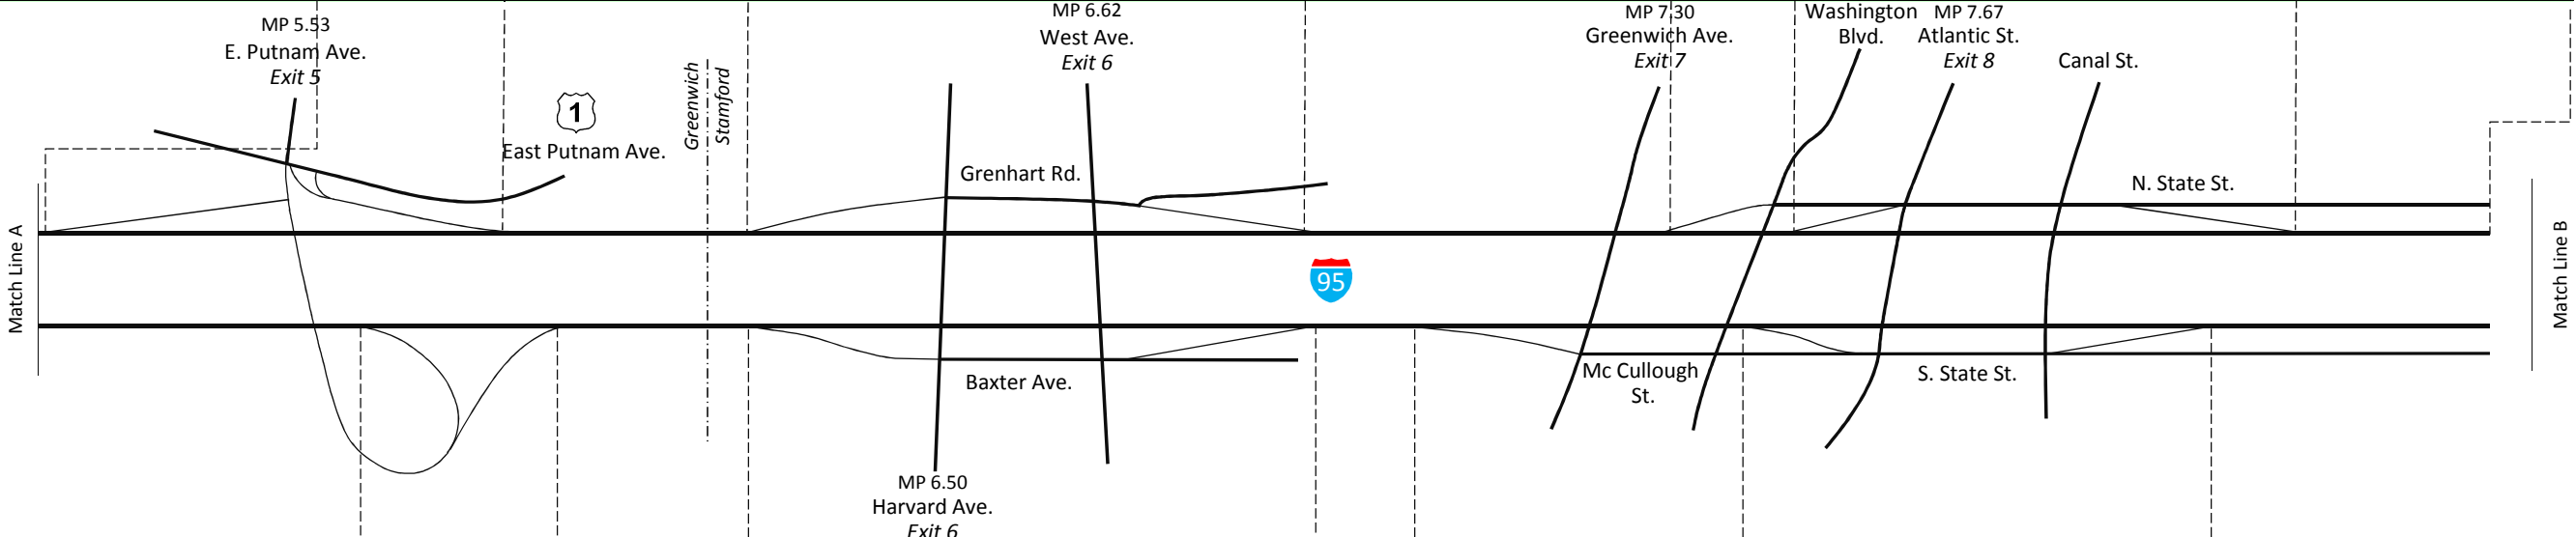 MP 5.53
E. Putnam Ave.
Exit 5
1
East Putnam Ave.
Greenwich
Stamford
MP 6.62
West Ave.
Exit 6
Grenhart Rd.
MP 7.30
Greenwich Ave.
Exit 7
Washington
Blvd.
MP 7.67
Atlantic St.
Exit 8
Canal St.
N. State St.
Match Line A
95
Match Line B
Baxter Ave.
Mc Cullough
St.
S. State St.
MP 6.50
Harvard Ave.
Exit 6